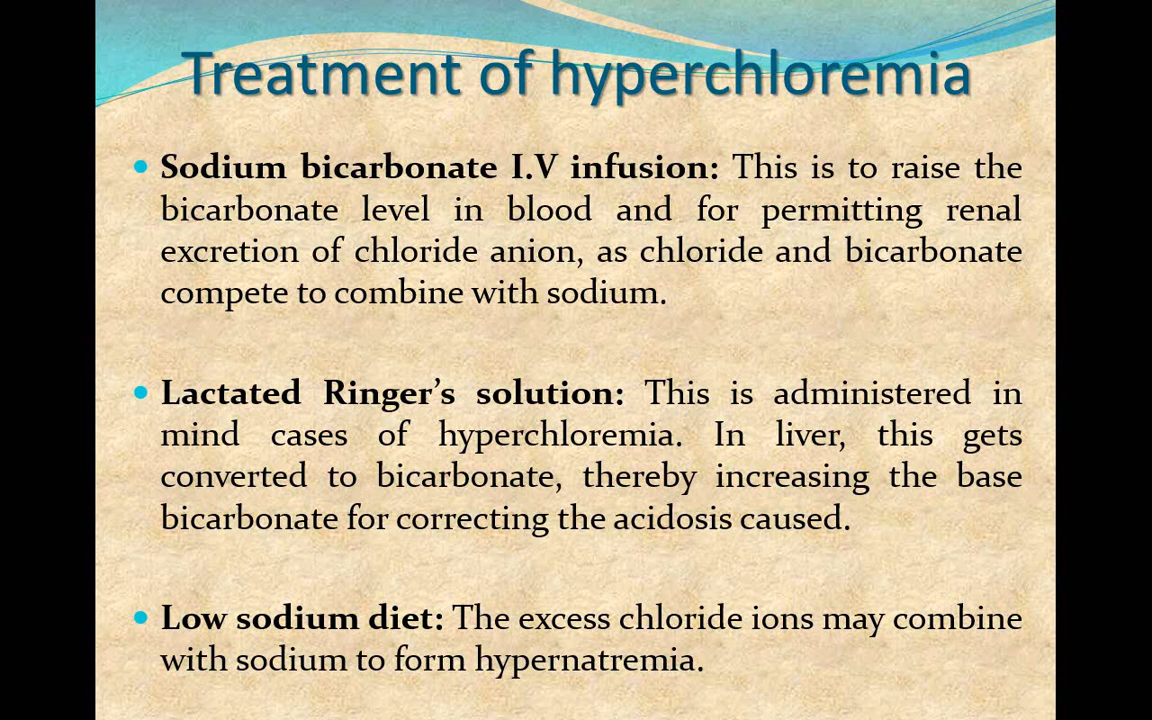 Treatment of hyperchloremia
• Sodium bicarbonate I.V infusion: This is to raise the
bicarbonate level in blood and for permitting renal
excretion of chloride anion, as chloride and bicarbonate
compete to combine with sodium.
• Lactated Ringer’s solution: This is administered in
mind cases of hyperchloremia. In liver, this gets
converted to bicarbonate, thereby increasing the base
bicarbonate for correcting the acidosis caused.
• Low sodium diet: The excess chloride ions may combine
with sodium to form hypernatremia.